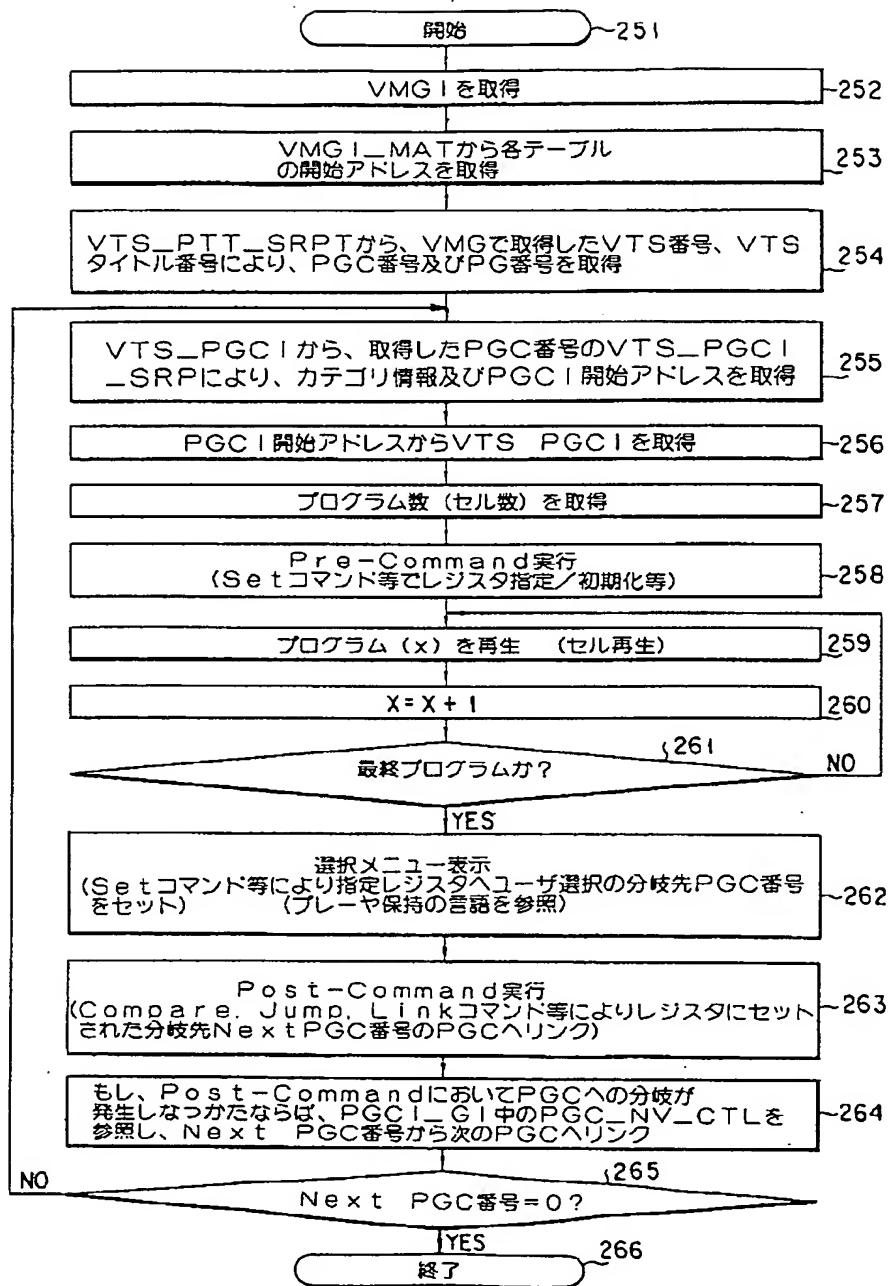 開始
251
VMGIを取得
252
VMGI_MATから各テーブル
の開始アドレスを取得
253
VTS_PTT_SRPTから、VMGで取得したVTS番号、VTS
タイトル番号により、PGC番号及びPG番号を取得
254
VTS_PGCIから、取得したPGC番号のVTS_PGCI
_SRPにより、カテゴリ情報及びPGCI開始アドレスを取得
255
PGCI開始アドレスからVTS PGCIを取得
256
プログラム数(セル数)を取得
257
Pre-Command実行
(Setコマンド等でレジスタ指定/初期化等)
258
プログラム(x)を再生 (セル再生)
259
X=X+1
260
261
最終プログラムか?
NO
YES
選択メニュー表示
(Setコマンド等により指定レジスタへユーザ選択の分岐先PGC番号
をセット) (プレーヤ保持の言語を参照)
262
Post-Command実行
(Compare、Jump、Linkコマンド等によりレジスタにセット
された分岐先NextPGC番号のPGCへリンク)
263
もし、Post-CommandにおいてPGCへの分岐が
発生しなつかたならば、PGCI_GI中のPGC_NV_CTLを
参照し、Next PGC番号から次のPGCへリンク
264
265
NO
Next PGC番号=0?
YES
終了
266